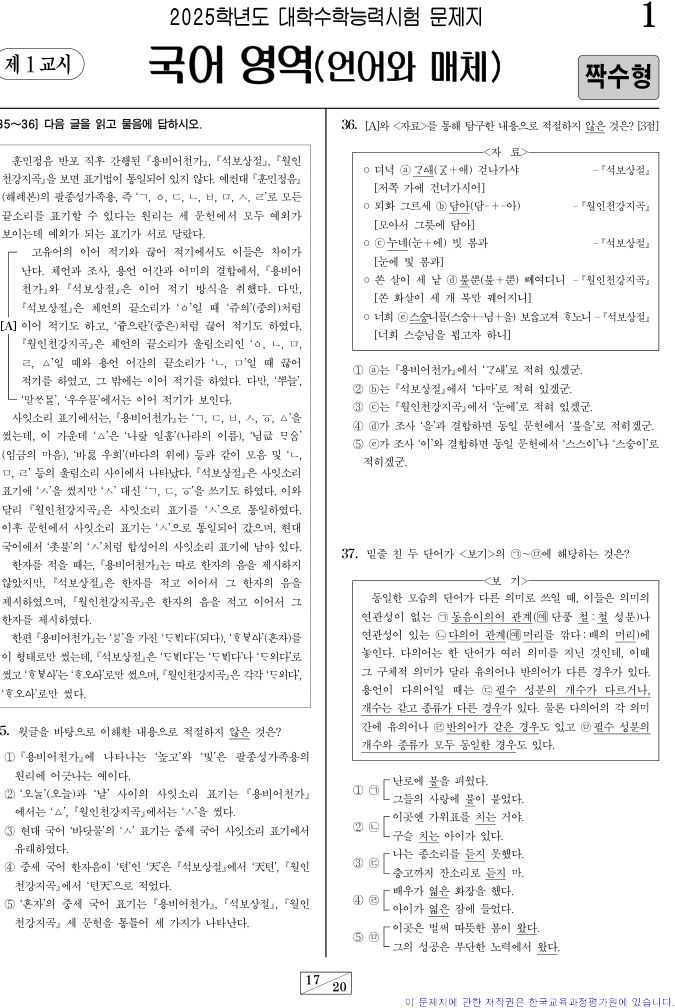 2025학년도 대학수학능력시험 문제지
1
제 1 교시
국어 영역(언어와 매체)
짝수형
35~36] 다음 글을 읽고 물음에 답하시오.
훈민정음 반포 직후 간행된 『용비어천가』, 『석보상절』, 『월인
천강지곡』을 보면 표기법이 통일되어 있지 않다. 예컨대 『훈민정음』
(해례본)의 팔종성가족용, 즉 ‘ㄱ, ㆁ, ㄷ, ㄴ, ㅂ, ㅁ, ㅅ, ㄹ’로 모든
끝소리를 표기할 수 있다는 원리는 세 문헌에서 모두 예외가
보이는데 예외가 되는 표기가 서로 달랐다.
고유어의 이어 적기와 끊어 적기에서도 이들은 차이가
난다. 체언과 조사, 용언 어간과 어미의 결합에서, 『용비어
천가』와 『석보상절』은 이어 적기 방식을 취했다. 다만,
『석보상절』은 체언의 끝소리가 ‘ㆁ’일 때 ‘쥬ᅌᅴ’(중의)처럼
[A] 이어 적기도 하고, ‘즁으란’(중은)처럼 끊어 적기도 하였다.
『월인천강지곡』은 체언의 끝소리가 울림소리인 ‘ㆁ, ㄴ, ㅁ,
ㄹ, ㅿ’일 때와 용언 어간의 끝소리가 ‘ㄴ, ㅁ’일 때 끊어
적기를 하였고, 그 밖에는 이어 적기를 하였다. 다만,
에서는 이어 적기가 보인다.
사잇소리 표기에서는, 『용비어천가』는 ‘ㄱ, ㄷ, ㅂ, ㅅ, ㆆ, ㅿ’을
썼는데, 이 가운데 ‘ㅿ’은 ‘나랏 일훔’(나라의 이름), ‘님긊 ᄆᆞᅀᆞᆷ’
(임금의 마음), ‘바ᄅᆞᆳ 우희’(바다의 위에) 등과 같이 모음 및 ‘ㄴ,
ㅁ, ㄹ’ 등의 울림소리 사이에서 나타났다. 『석보상절』은 사잇소리
표기에 ‘ㅅ’을 썼지만 ‘ㅅ’ 대신 ‘ㄱ, ㄷ, ㆆ’을 쓰기도 하였다. 이와
달리 『월인천강지곡』은 사잇소리 표기를 ‘ㅅ’으로 통일하였다.
이후 문헌에서 사잇소리 표기는 ‘ㅅ’으로 통일되어 갔으며, 현대
국어에서 ‘촛불’의 ‘ㅅ’처럼 합성어의 사잇소리 표기에 남아 있다.
한자를 적을 때는, 『용비어천가』는 따로 한자의 음을 제시하지
않았지만, 『석보상절』은 한자를 적고 이어서 그 한자의 음을
제시하였으며, 『월인천강지곡』은 한자의 음을 적고 이어서 그
한자를 제시하였다.
한편 『용비어천가』는 ‘ㅸ’을 가진 ‘ᄃᆞᄫᆡ다’(되다), ‘ᄒᆞᄫᆞᅀᅡ’(혼자)를
이 형태로만 썼는데, 『석보상절』은 ‘ᄃᆞᄫᆡ다’는 ‘ᄃᆞᄫᆡ다’나 ‘ᄃᆞ외다’로
썼고 ‘ᄒᆞᄫᆞᅀᅡ’는 ‘ᄒᆞ오ᅀᅡ’로만 썼으며, 『월인천강지곡』은 각각 ‘ᄃᆞ외다’,
‘ᄒᆞ오ᅀᅡ’로만 썼다.
5. 윗글을 바탕으로 이해한 내용으로 적절하지 않은 것은?
① 『용비어천가』에 나타나는 ‘높고’와 ‘빛’은 팔종성가족용의
원리에 어긋나는 예이다.
② ‘오ᄂᆞᆯ’(오늘)과 ‘날’ 사이의 사잇소리 표기는 『용비어천가』
에서는 ‘ㅿ’, 『월인천강지곡』에서는 ‘ㅅ’을 썼다.
③ 현대 국어 ‘바닷물’의 ‘ㅅ’ 표기는 중세 국어 사잇소리 표기에서
유래하였다.
④ 중세 국어 한자음이 ‘텬’인 ‘天’은 『석보상절』에서 ‘天텬’, 『월인
천강지곡』에서 ‘텬天’으로 적었다.
⑤ ‘혼자’의 중세 국어 표기는 『용비어천가』, 『석보상절』, 『월인
천강지곡』 세 문헌을 통틀어 세 가지가 나타난다.
36. [A]와 <자료>를 통해 탐구한 내용으로 적절하지 않은 것은? [3점]
<자 료>
○ 뎌녁 ⓐ ᄀᆞᅀᅢ(ᄀᆞᇫ+애) 건나가샤 -『석보상절』
[저쪽 가에 건너가시어]
○ 뫼화 그르세 ⓑ 담아(담-+-아) -『월인천강지곡』
[모아서 그릇에 담아]
○ ⓒ 누네(눈+에) 빗 봄과 -『석보상절』
[눈에 빛 봄과]
○ 쏜 살이 세 낱 ⓓ 붚ᄲᅮᆫ(붚+ᄲᅮᆫ) ᄢᅦ여디니 -『월인천강지곡』
[쏜 화살이 세 개 북만 꿰어지니]
○ 너희 ⓔ 스승니믈(스승+-님+을) 보ᅀᆞᆸ고져 ᄒᆞ노니 -『석보상절』
[너희 스승님을 뵙고자 하니]
① ⓐ는 『용비어천가』에서 ‘ᄀᆞᅀᅢ’로 적혀 있겠군.
② ⓑ는 『석보상절』에서 ‘다마’로 적혀 있겠군.
③ ⓒ는 『월인천강지곡』에서 ‘눈에’로 적혀 있겠군.
④ ⓓ가 조사 ‘을’과 결합하면 동일 문헌에서 ‘붚을’로 적히겠군.
⑤ ⓔ가 조사 ‘이’와 결합하면 동일 문헌에서 ‘스스ᅌᅵ’나 ‘스승이’로
적히겠군.
37. 밑줄 친 두 단어가 <보기>의 ㉠~㉤에 해당하는 것은?
<보 기>
동일한 모습의 단어가 다른 의미로 쓰일 때, 이들은 의미의
연관성이 없는 ㉠ 동음이의어 관계(예 단풍 철 : 철 성분)나
연관성이 있는 ㉡ 다의어 관계(예 머리를 깎다 : 배의 머리)에
놓인다. 다의어는 한 단어가 여러 의미를 지닌 것인데, 이때
그 구체적 의미가 달라 유의어나 반의어가 다른 경우가 있다.
용언이 다의어일 때는 ㉢ 필수 성분의 개수가 다르거나,
개수는 같고 종류가 다른 경우가 있다. 물론 다의어의 각 의미
간에 유의어나 ㉣ 반의어가 같은 경우도 있고 ㉤ 필수 성분의
개수와 종류가 모두 동일한 경우도 있다.
① ㉠ 난로에 불을 피웠다.
그들의 사랑에 불이 붙었다.
② ㉡ 이곳엔 가위표를 치는 거야.
구슬 치는 아이가 있다.
③ ㉢ 나는 종소리를 듣지 못했다.
충고까지 잔소리로 듣지 마.
④ ㉣ 배우가 엷은 화장을 했다.
아이가 엷은 잠에 들었다.
⑤ ㉤ 이곳은 벌써 따뜻한 봄이 왔다.
그의 성공은 부단한 노력에서 왔다.
17
20
이 문제지에 관한 저작권은 한국교육과정평가원에 있습니다.